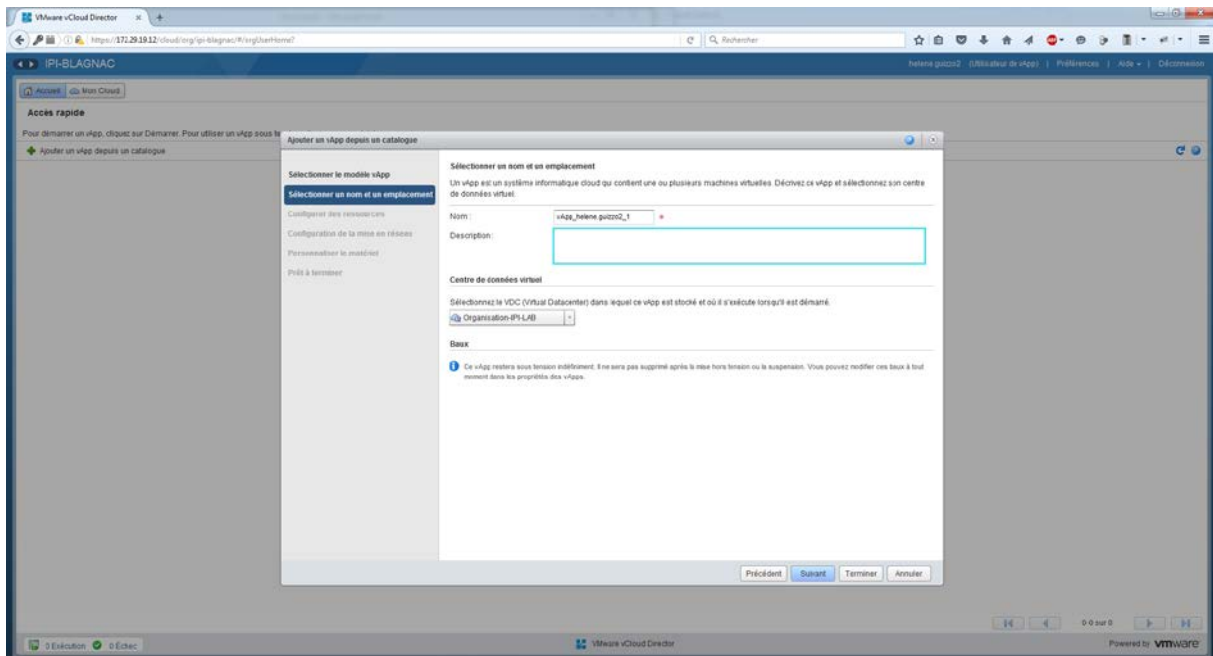 VMware vCloud Director
https://172.29.19.12/cloud/org/ipi-blagnac/#/orgUserHome?
Rechercher
IPI-BLAGNAC
helene.guizzo2 (Utilisateur de vApp) | Préférences | Aide | Déconnexion
Accueil Mon Cloud
Accès rapide
Pour démarrer un vApp, cliquez sur Démarrer. Pour utiliser un vApp sous
Ajouter un vApp depuis un catalogue
Ajouter un vApp depuis un catalogue
Sélectionner le modèle vApp
Sélectionner un nom et un emplacement
Configurer des ressources
Configuration de la mise en réseau
Personnaliser le matériel
Prêt à terminer
Sélectionner un nom et un emplacement
Un vApp est un système informatique cloud qui contient une ou plusieurs machines virtuelles. Décrivez ce vApp et sélectionnez son centre
de données virtuel.
Nom : vApp_helene.guizzo2_1 *
Description :
Centre de données virtuel
Sélectionnez le VDC (Virtual Datacenter) dans lequel ce vApp est stocké et où il s'exécute lorsqu'il est démarré.
Organisation-IPI-LAB
Baux
Ce vApp restera sous tension indéfiniment. Il ne sera pas supprimé après la mise hors tension ou la suspension. Vous pouvez modifier ces baux à tout
moment dans les propriétés des vApps.
Précédent Suivant Terminer Annuler
0-0 sur 0
0 Exécution 0 Échec
VMware vCloud Director
Powered by vmware